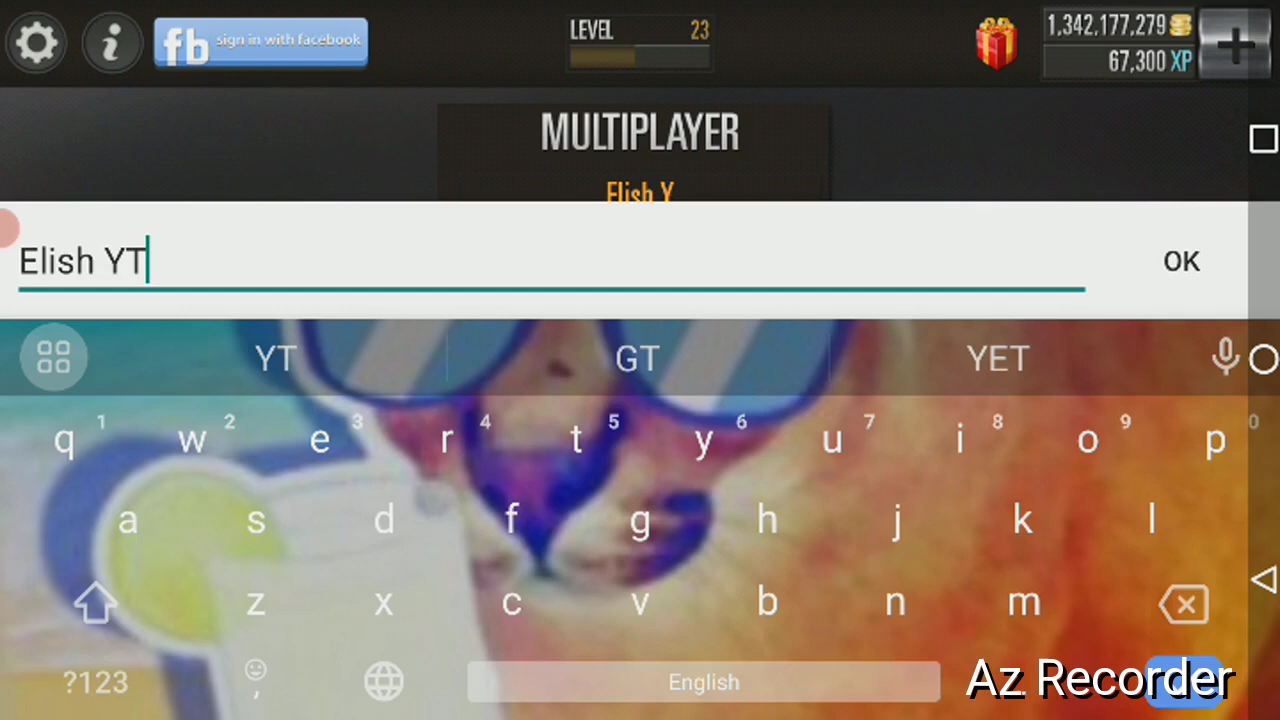 fb sign in with facebook
LEVEL 23
1,342,177,279
67,300 XP
MULTIPLAYER
Elish Y
Elish YT
OK
YT GT YET
q 1 w 2 e 3 r 4 t 5 y 6 u 7 i 8 o 9 p 0
a s d f g h j k l
z x c v b n m
?123 , English
Az Recorder